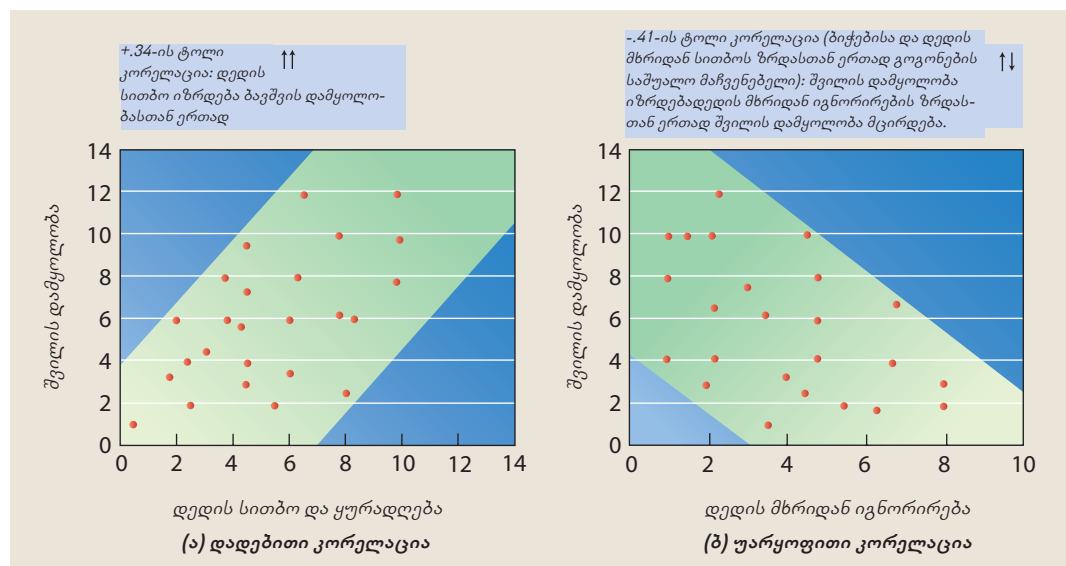 +.34-ის ტოლი ↑↑
კორელაცია: დედის
სითბო იზრდება ბავშვის დამყოლო-
ბასთან ერთად
14
12
10
8
6
4
2
0
შვილის დამყოლობა
0 2 4 6 8 10 12 14
დედის სითბო და ყურადღება
(ა) დადებითი კორელაცია
-.41-ის ტოლი კორელაცია (ბიჭებისა და დედის
მხრიდან სითბოს ზრდასთან ერთად გოგონების ↑↓
საშუალო მაჩვენებელი): შვილის დამყოლობა
იზრდებადედის მხრიდან იგნორირების ზრდას-
თან ერთად შვილის დამყოლობა მცირდება.
14
12
10
8
6
4
2
0
შვილის დამყოლობა
0 2 4 6 8 10
დედის მხრიდან იგნორირება
(ბ) უარყოფითი კორელაცია